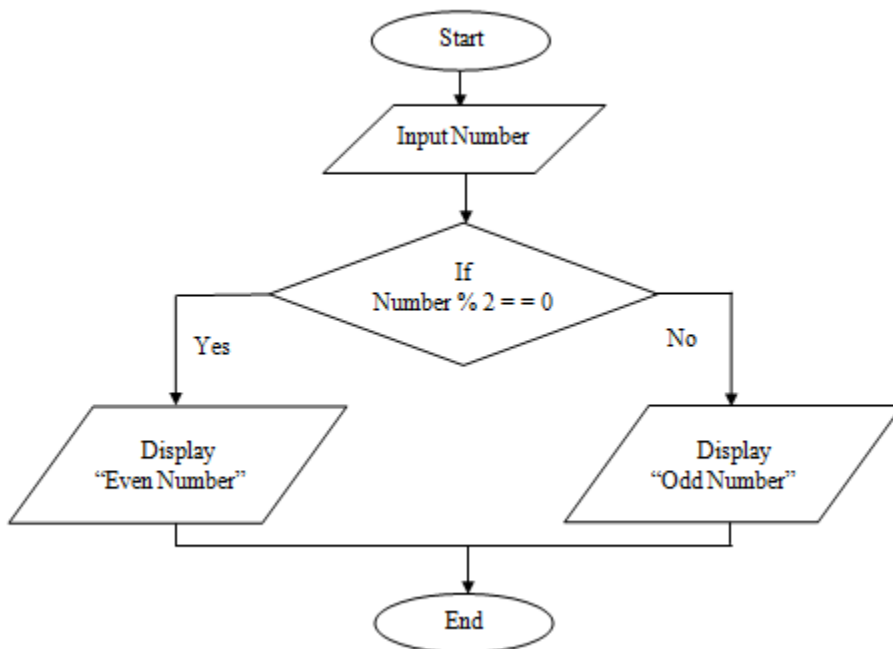 Start
Input Number
If
Number % 2 = = 0
Yes
No
Display
“Even Number”
Display
“Odd Number”
End